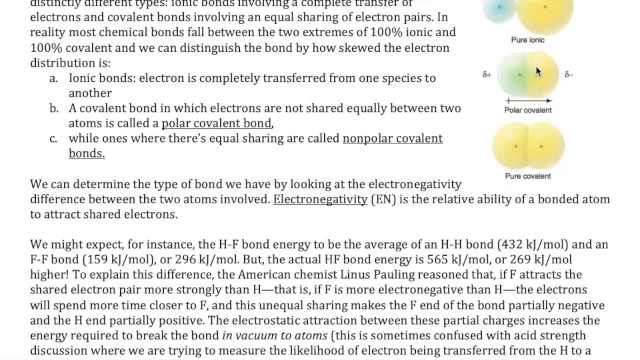 distinctly different types: ionic bonds involving a complete transfer of
electrons and covalent bonds involving an equal sharing of electron pairs. In
reality most chemical bonds fall between the two extremes of 100% ionic and
100% covalent and we can distinguish the bond by how skewed the electron
distribution is:
a. Ionic bonds: electron is completely transferred from one species to
another
b. A covalent bond in which electrons are not shared equally between two
atoms is called a polar covalent bond,
c. while ones where there's equal sharing are called nonpolar covalent
bonds.
Pure ionic
δ+ δ−
Polar covalent
Pure covalent
We can determine the type of bond we have by looking at the electronegativity
difference between the two atoms involved. Electronegativity (EN) is the relative ability of a bonded atom
to attract shared electrons.
We might expect, for instance, the H-F bond energy to be the average of an H-H bond (432 kJ/mol) and an
F-F bond (159 kJ/mol), or 296 kJ/mol. But, the actual HF bond energy is 565 kJ/mol, or 269 kJ/mol
higher! To explain this difference, the American chemist Linus Pauling reasoned that, if F attracts the
shared electron pair more strongly than H—that is, if F is more electronegative than H—the electrons
will spend more time closer to F, and this unequal sharing makes the F end of the bond partially negative
and the H end partially positive. The electrostatic attraction between these partial charges increases the
energy required to break the bond in vacuum to atoms (this is sometimes confused with acid strength
discussion where we are trying to measure the likelihood of electron being transferred from the H to a